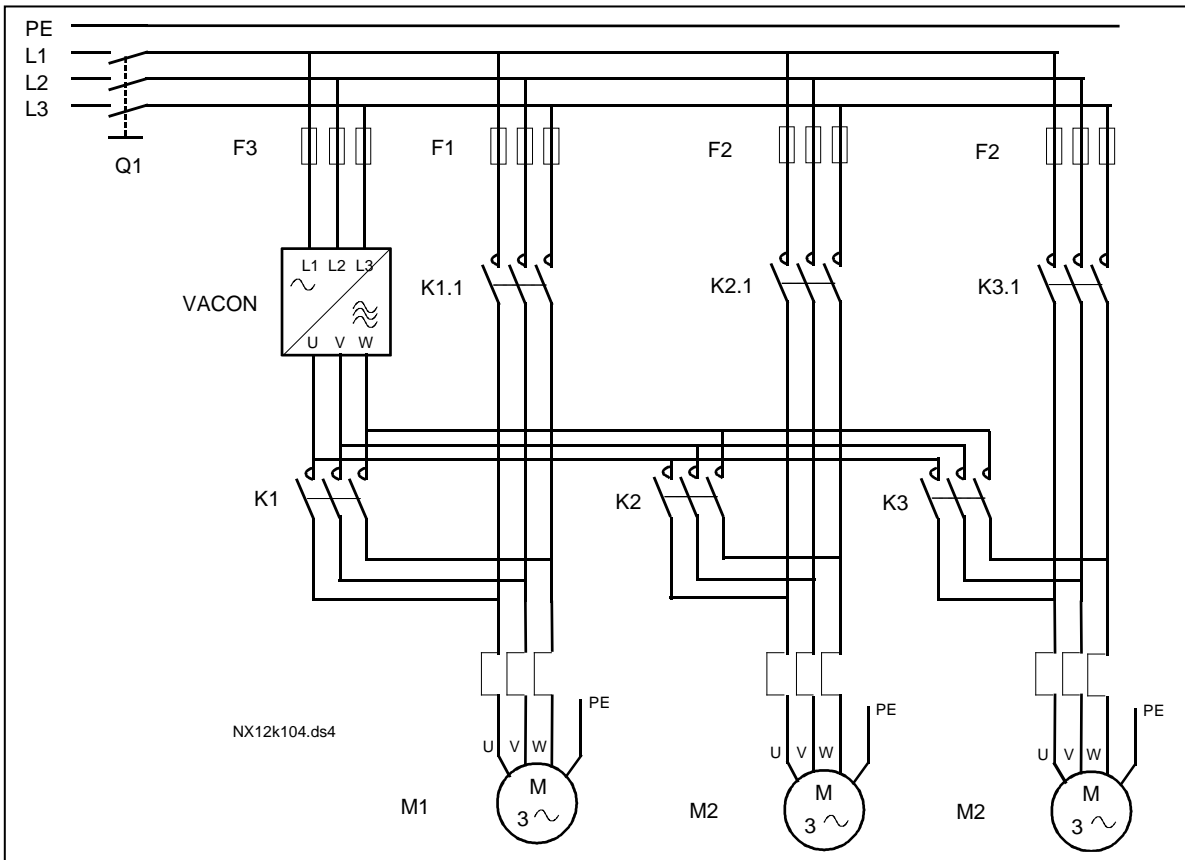 PE
L1
L2
L3
Q1
F3
F1
F2
F2
L1 L2 L3
VACON
U V W
K1.1
K2.1
K3.1
K1
K2
K3
NX12k104.ds4
PE
PE
PE
U V W
U V W
U V W
M1
M
3
M2
M
3
M2
M
3